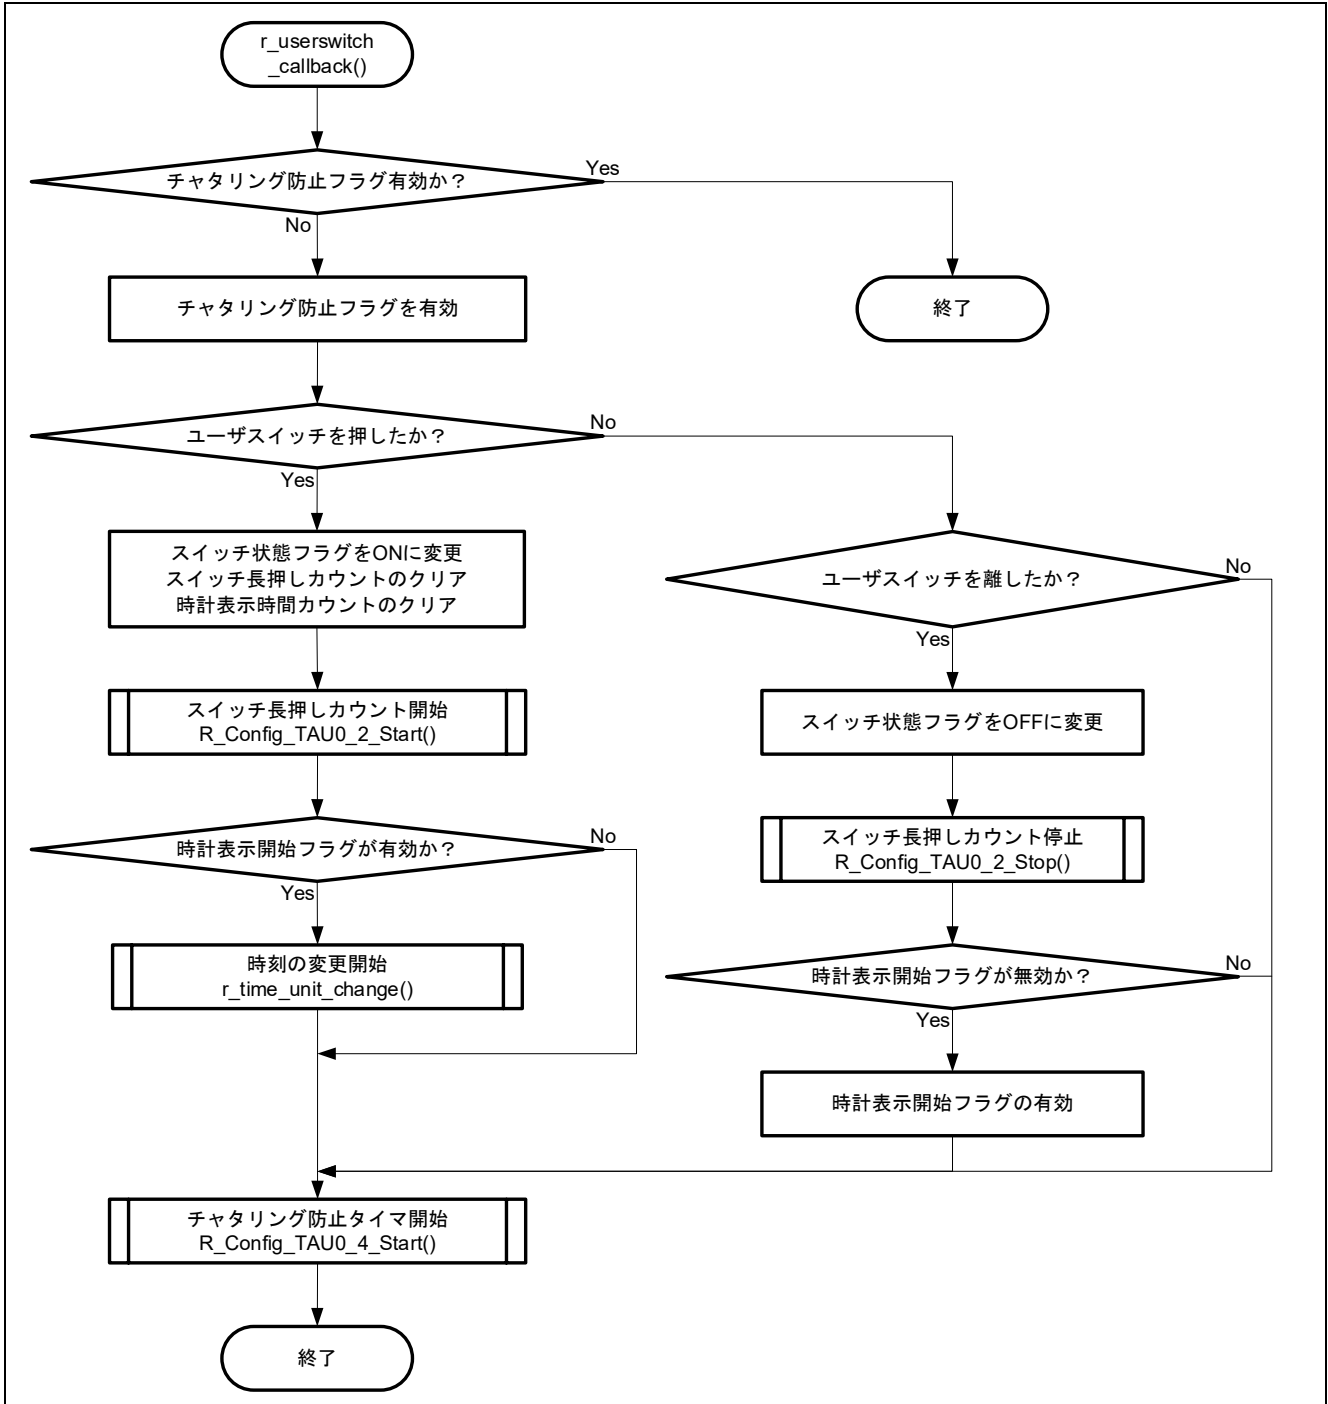 r_userswitch
_callback()
チャタリング防止フラグ有効か？
Yes
No
チャタリング防止フラグを有効
終了
ユーザスイッチを押したか？
No
Yes
スイッチ状態フラグをONに変更
スイッチ長押しカウントのクリア
時計表示時間カウントのクリア
ユーザスイッチを離したか？
No
Yes
スイッチ長押しカウント開始
R_Config_TAU0_2_Start()
スイッチ状態フラグをOFFに変更
時計表示開始フラグが有効か？
No
Yes
スイッチ長押しカウント停止
R_Config_TAU0_2_Stop()
時刻の変更開始
r_time_unit_change()
時計表示開始フラグが無効か？
No
Yes
時計表示開始フラグの有効
チャタリング防止タイマ開始
R_Config_TAU0_4_Start()
終了